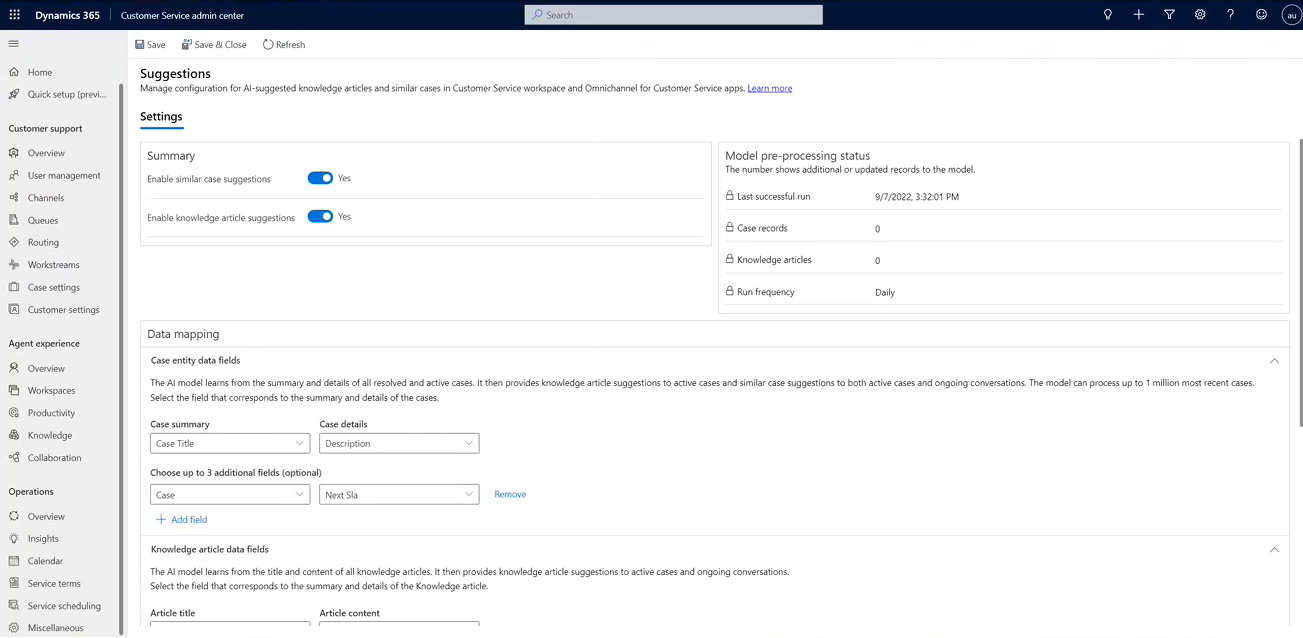 Dynamics 365
Customer Service admin center
Search
au
Save
Save & Close
Refresh
Home
Quick setup (previ...
Customer support
Overview
User management
Channels
Queues
Routing
Workstreams
Case settings
Customer settings
Agent experience
Overview
Workspaces
Productivity
Knowledge
Collaboration
Operations
Overview
Insights
Calendar
Service terms
Service scheduling
Miscellaneous
Suggestions
Manage configuration for AI-suggested knowledge articles and similar cases in Customer Service workspace and Omnichannel for Customer Service apps. Learn more
Settings
Summary
Enable similar case suggestions Yes
Enable knowledge article suggestions Yes
Model pre-processing status
The number shows additional or updated records to the model.
Last successful run 9/7/2022, 3:32:01 PM
Case records 0
Knowledge articles 0
Run frequency Daily
Data mapping
Case entity data fields
The AI model learns from the summary and details of all resolved and active cases. It then provides knowledge article suggestions to active cases and similar case suggestions to both active cases and ongoing conversations. The model can process up to 1 million most recent cases.
Select the field that corresponds to the summary and details of the cases.
Case summary Case details
Case Title Description
Choose up to 3 additional fields (optional)
Case Next Sla Remove
Add field
Knowledge article data fields
The AI model learns from the title and content of all knowledge articles. It then provides knowledge article suggestions to active cases and ongoing conversations.
Select the field that corresponds to the summary and details of the Knowledge article.
Article title Article content